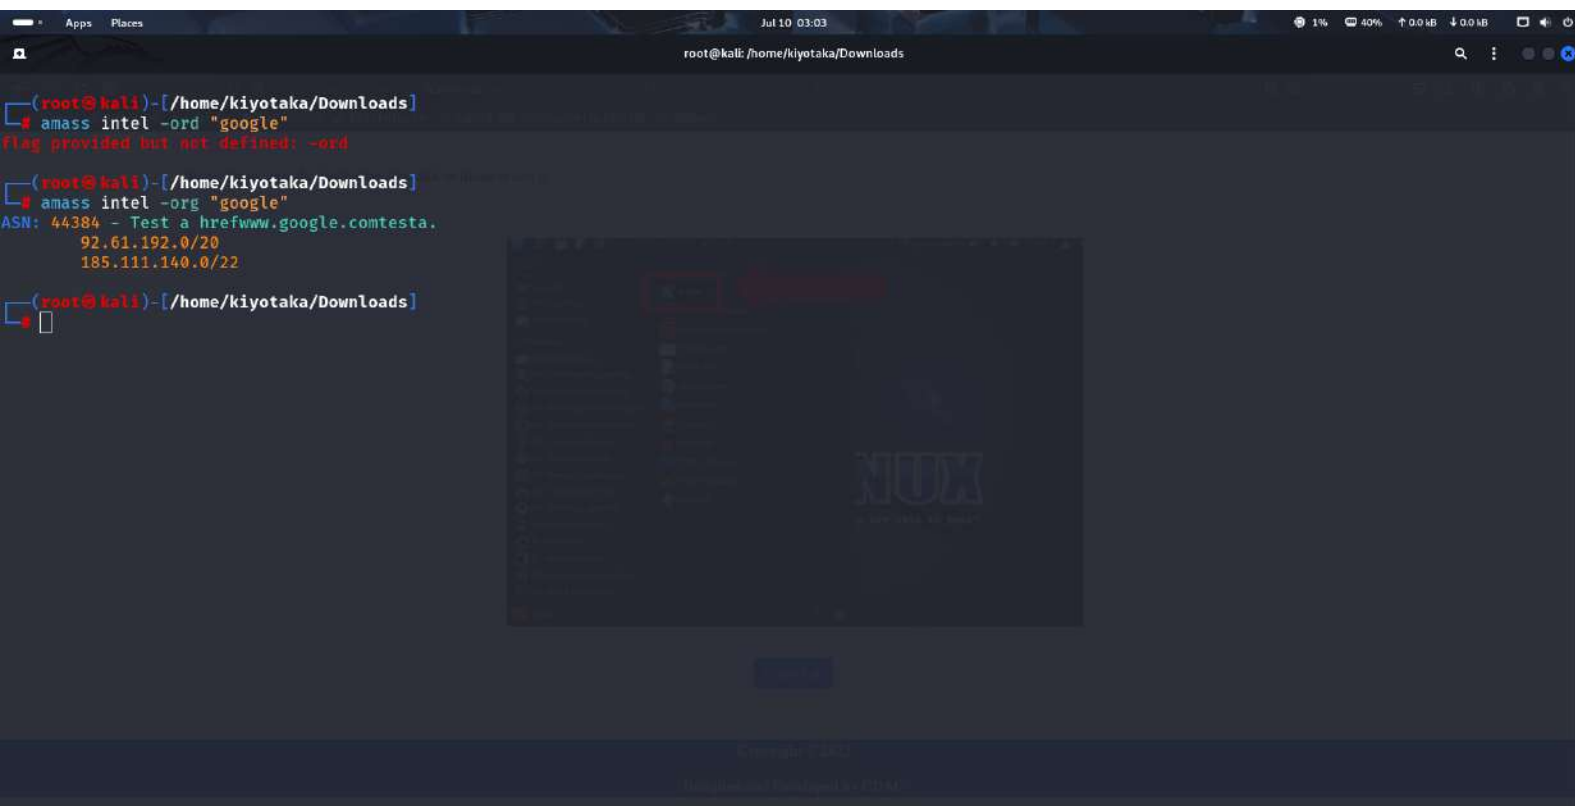 Apps Places Jul 10 03:03 1% 40% ↑ 0.0 kB ↓ 0.0 kB
root@kali: /home/kiyotaka/Downloads
┌──(root㉿kali)-[/home/kiyotaka/Downloads]
└─# amass intel -ord "google"
flag provided but not defined: -ord
┌──(root㉿kali)-[/home/kiyotaka/Downloads]
└─# amass intel -org "google"
ASN: 44384 - Test a hrefwww.google.comtesta.
92.61.192.0/20
185.111.140.0/22
┌──(root㉿kali)-[/home/kiyotaka/Downloads]
└─#
NUX